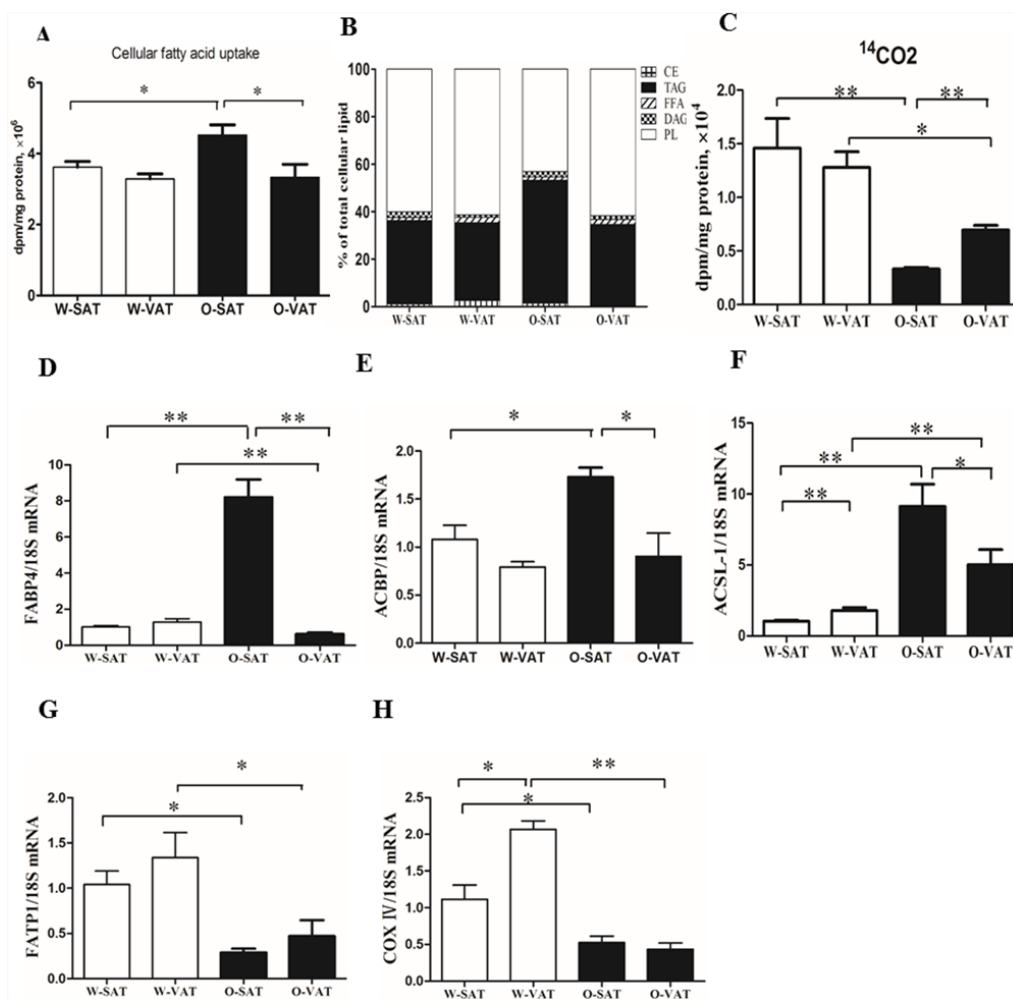 A
Cellular fatty acid uptake
dpm/mg protein, ×10⁶
6
4
2
0
*
*
W-SAT W-VAT O-SAT O-VAT
B
% of total cellular lipid
100
80
60
40
20
0
CE
TAG
FFA
DAG
PL
W-SAT W-VAT O-SAT O-VAT
C
¹⁴CO2
dpm/mg protein, ×10⁴
2.0
1.5
1.0
0.5
0.0
** **
*
W-SAT W-VAT O-SAT O-VAT
D
FABP4/18S mRNA
10
8
6
4
2
0
** **
**
W-SAT W-VAT O-SAT O-VAT
E
ACBP/18S mRNA
2.0
1.5
1.0
0.5
0.0
* *
W-SAT W-VAT O-SAT O-VAT
F
ACSL-1/18S mRNA
15
10
5
0
**
** *
**
W-SAT W-VAT O-SAT O-VAT
G
FATP1/18S mRNA
2.0
1.5
1.0
0.5
0.0
*
*
W-SAT W-VAT O-SAT O-VAT
H
COX IV/18S mRNA
2.5
2.0
1.5
1.0
0.5
0.0
* **
*
W-SAT W-VAT O-SAT O-VAT